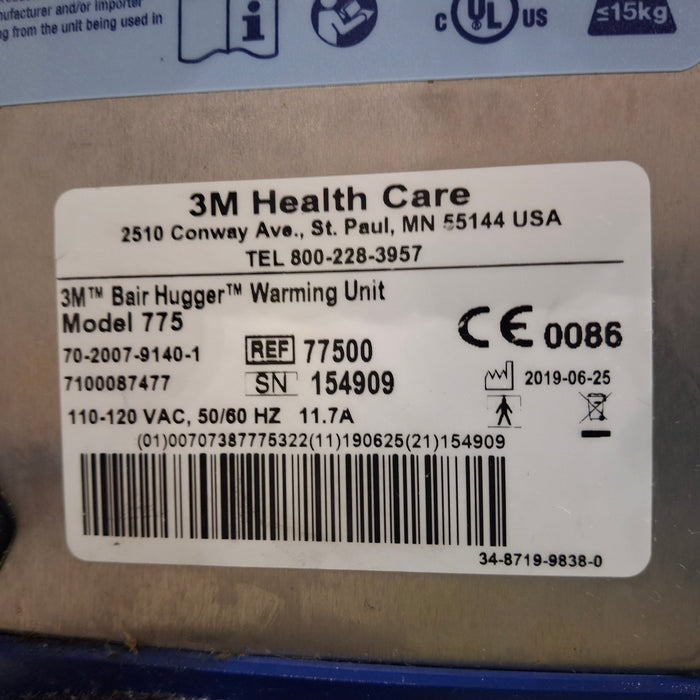 nufacturer and/or importer
ng from the unit being used in
C UL US
≤15kg
3M Health Care
2510 Conway Ave., St. Paul, MN 55144 USA
TEL 800-228-3957
3M™ Bair Hugger™ Warming Unit
Model 775
70-2007-9140-1 REF 77500
7100087477 SN 154909
CE 0086
2019-06-25
110-120 VAC, 50/60 HZ 11.7A
(01)00707387775322(11)190625(21)154909
34-8719-9838-0